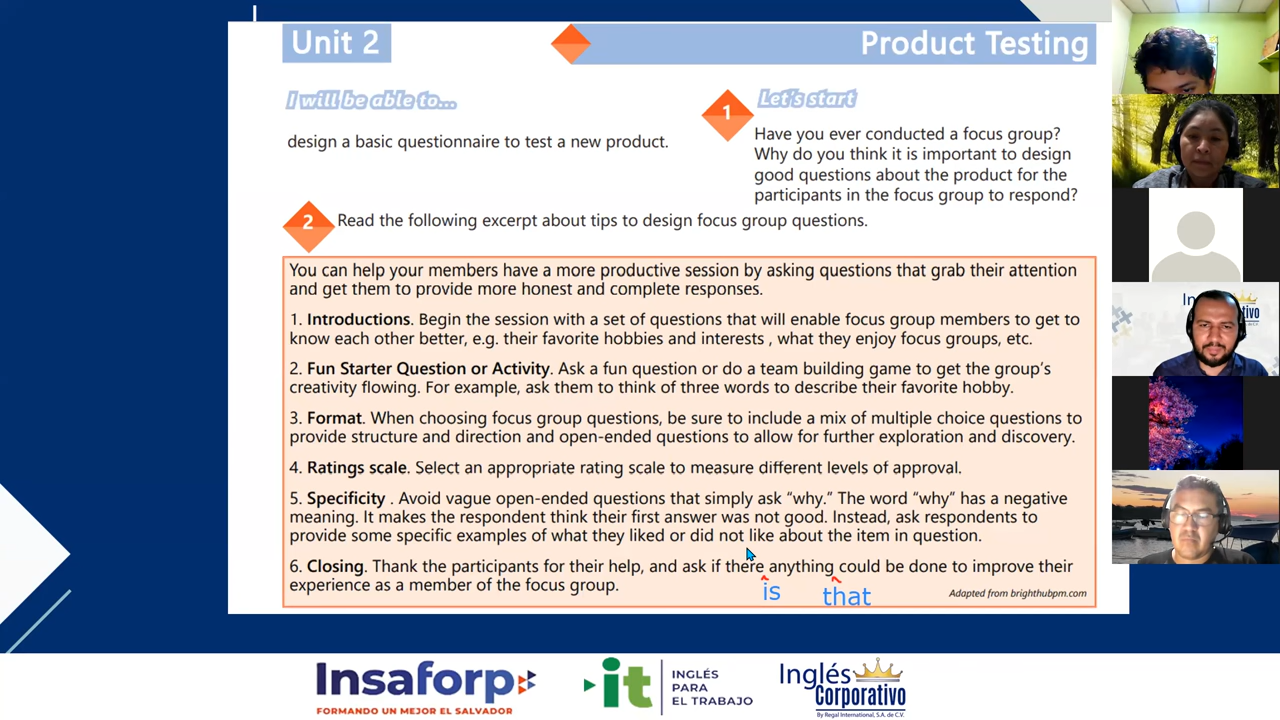 Unit 2
Product Testing
I will be able to...
design a basic questionnaire to test a new product.
1
Let's start
Have you ever conducted a focus group?
Why do you think it is important to design
good questions about the product for the
participants in the focus group to respond?
2
Read the following excerpt about tips to design focus group questions.
You can help your members have a more productive session by asking questions that grab their attention
and get them to provide more honest and complete responses.
1. Introductions. Begin the session with a set of questions that will enable focus group members to get to
know each other better, e.g. their favorite hobbies and interests , what they enjoy focus groups, etc.
2. Fun Starter Question or Activity. Ask a fun question or do a team building game to get the group's
creativity flowing. For example, ask them to think of three words to describe their favorite hobby.
3. Format. When choosing focus group questions, be sure to include a mix of multiple choice questions to
provide structure and direction and open-ended questions to allow for further exploration and discovery.
4. Ratings scale. Select an appropriate rating scale to measure different levels of approval.
5. Specificity . Avoid vague open-ended questions that simply ask “why.” The word “why” has a negative
meaning. It makes the respondent think their first answer was not good. Instead, ask respondents to
provide some specific examples of what they liked or did not like about the item in question.
6. Closing. Thank the participants for their help, and ask if there anything could be done to improve their
experience as a member of the focus group.
is that
Adapted from brighthubpm.com
Insaforp
FORMANDO UN MEJOR EL SALVADOR
it
INGLÉS
PARA
EL TRABAJO
Inglés
Corporativo
By Regal International, S.A. de C.V.